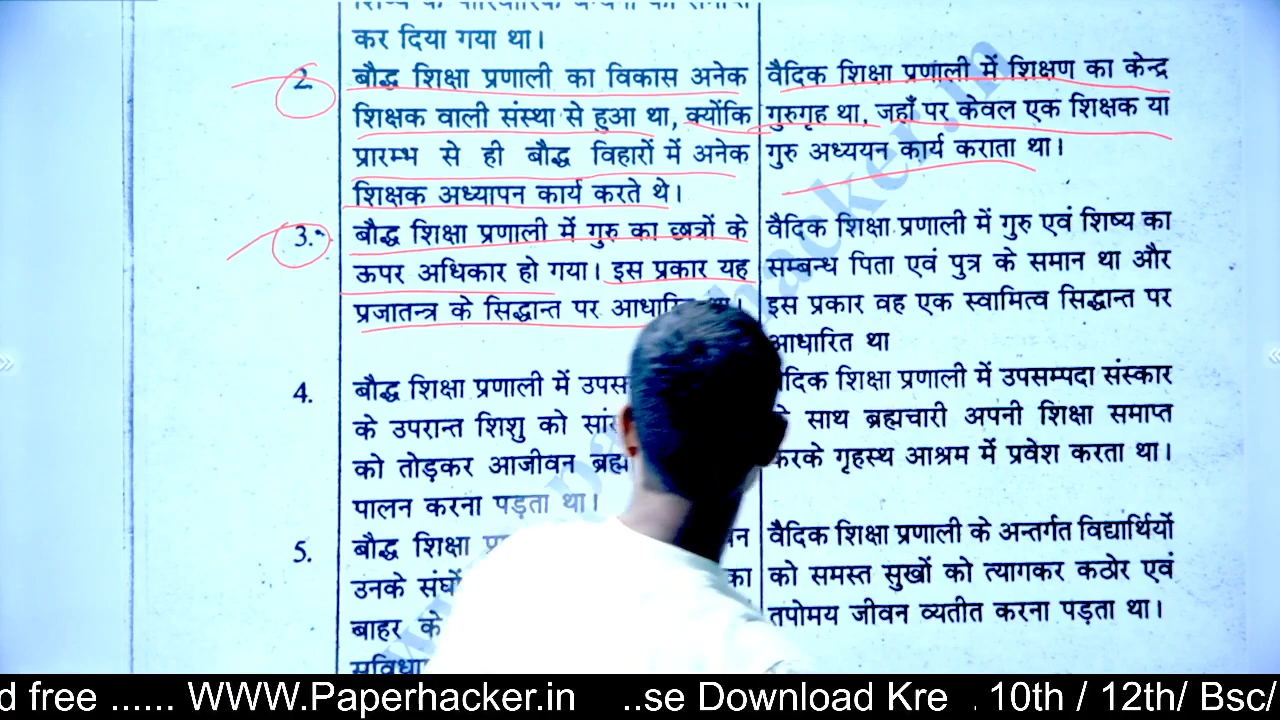 कर दिया गया था।
2.
बौद्ध शिक्षा प्रणाली का विकास अनेक
शिक्षक वाली संस्था से हुआ था, क्योंकि
प्रारम्भ से ही बौद्ध विहारों में अनेक
शिक्षक अध्यापन कार्य करते थे।
वैदिक शिक्षा प्रणाली में शिक्षण का केन्द्र
गुरुगृह था, जहाँ पर केवल एक शिक्षक या
गुरु अध्ययन कार्य कराता था।
3.
बौद्ध शिक्षा प्रणाली में गुरु का छात्रों के
ऊपर अधिकार हो गया। इस प्रकार यह
प्रजातन्त्र के सिद्धान्त पर
वैदिक शिक्षा प्रणाली में गुरु एवं शिष्य का
सम्बन्ध पिता एवं पुत्र के समान था और
इस प्रकार वह एक स्वामित्व सिद्धान्त पर
आधारित था
4.
बौद्ध शिक्षा प्रणाली में
के उपरान्त शिशु को
को तोड़कर आजीवन
पालन करना पड़ता था।
शिक्षा प्रणाली में उपसम्पदा संस्कार
साथ ब्रह्मचारी अपनी शिक्षा समाप्त
करके गृहस्थ आश्रम में प्रवेश करता था।
5.
बौद्ध शिक्षा
उनके
बाहर के
वैदिक शिक्षा प्रणाली के अन्तर्गत विद्यार्थियों
को समस्त सुखों को त्यागकर कठोर एवं
तपोमय जीवन व्यतीत करना पड़ता था।
d free ...... WWW.Paperhacker.in ..se Download Kre . 10th / 12th/ Bsc/